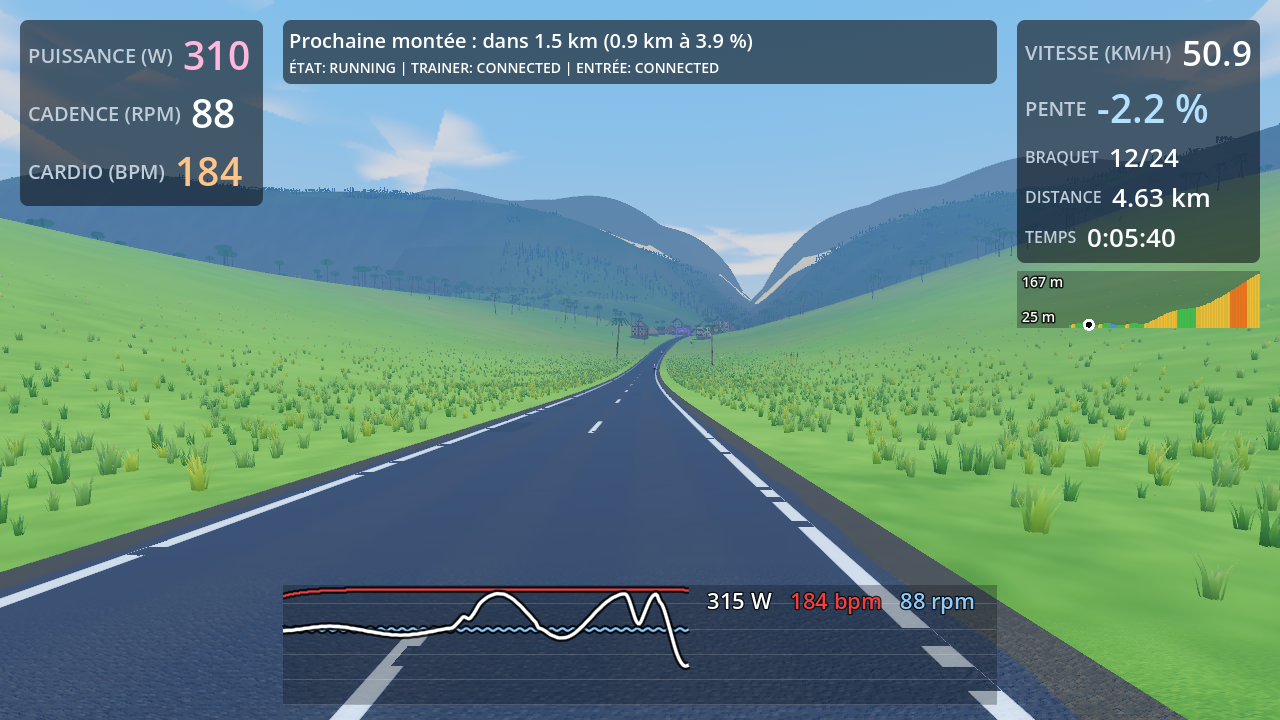 PUISSANCE (W) 310
CADENCE (RPM) 88
CARDIO (BPM) 184
Prochaine montée : dans 1.5 km (0.9 km à 3.9 %)
ÉTAT: RUNNING | TRAINER: CONNECTED | ENTRÉE: CONNECTED
VITESSE (KM/H) 50.9
PENTE -2.2 %
BRAQUET 12/24
DISTANCE 4.63 km
TEMPS 0:05:40
167 m
25 m
315 W 184 bpm 88 rpm